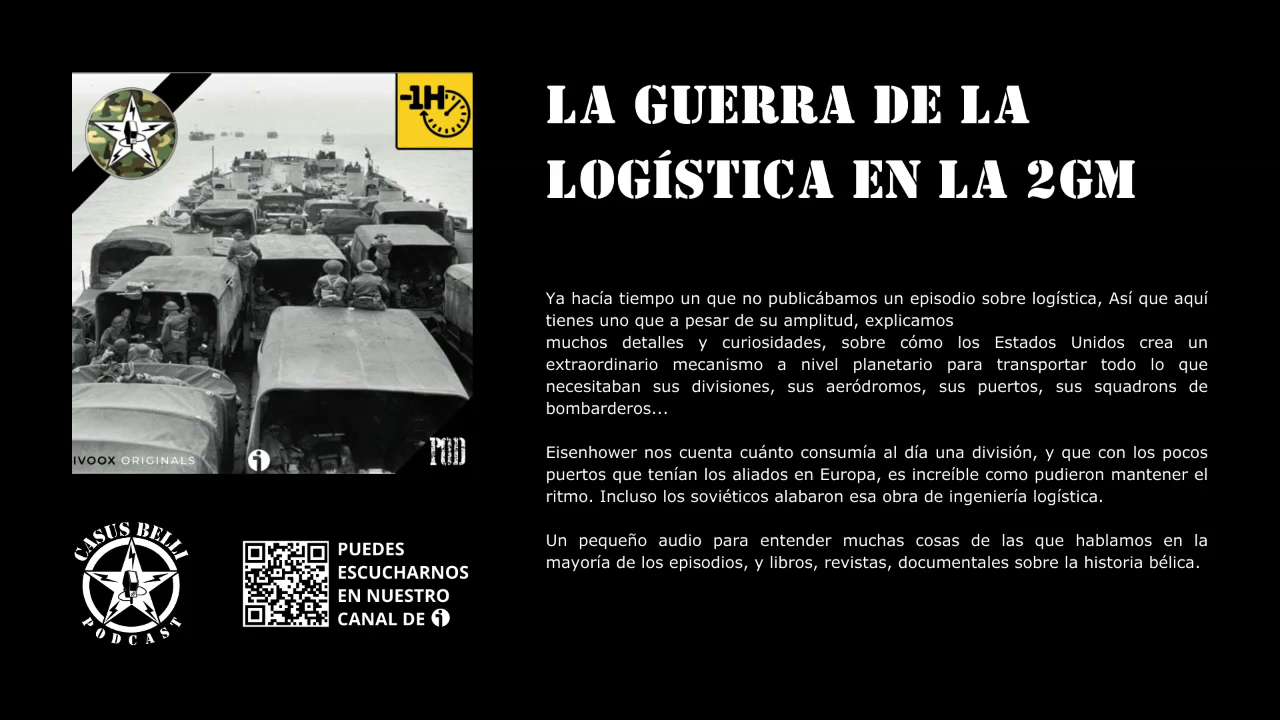 -1H
IVOOX ORIGINALS
POD
CASUS BELLI
PODCAST
PUEDES
ESCUCHARNOS
EN NUESTRO
CANAL DE
LA GUERRA DE LA
LOGÍSTICA EN LA 2GM
Ya hacía tiempo un que no publicábamos un episodio sobre logística, Así que aquí
tienes uno que a pesar de su amplitud, explicamos
muchos detalles y curiosidades, sobre cómo los Estados Unidos crea un
extraordinario mecanismo a nivel planetario para transportar todo lo que
necesitaban sus divisiones, sus aeródromos, sus puertos, sus squadrons de
bombarderos...
Eisenhower nos cuenta cuánto consumía al día una división, y que con los pocos
puertos que tenían los aliados en Europa, es increíble como pudieron mantener el
ritmo. Incluso los soviéticos alababan esa obra de ingeniería logística.
Un pequeño audio para entender muchas cosas de las que hablamos en la
mayoría de los episodios, y libros, revistas, documentales sobre la historia bélica.